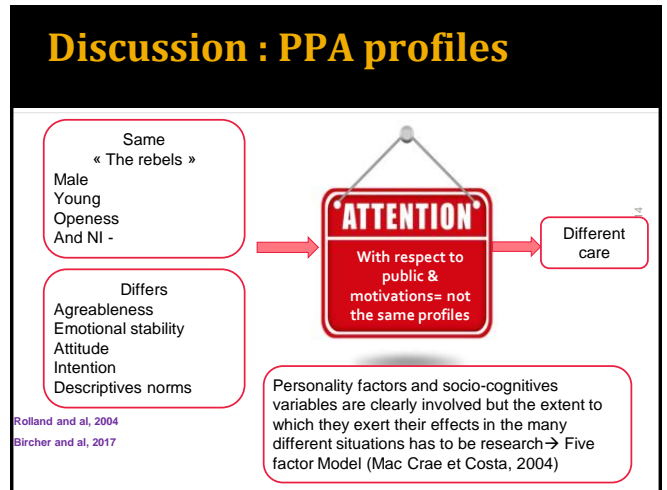 Discussion : PPA profiles
Same
« The rebels »
Male
Young
Openess
And NI -
Differs
Agreableness
Emotional stability
Attitude
Intention
Descriptives norms
Rolland and al, 2004
Bircher and al, 2017
ATTENTION
With respect to
public &
motivations= not
the same profiles
14
Different
care
Personality factors and socio-cognitives
variables are clearly involved but the extent to
which they exert their effects in the many
different situations has to be research→ Five
factor Model (Mac Crae et Costa, 2004)